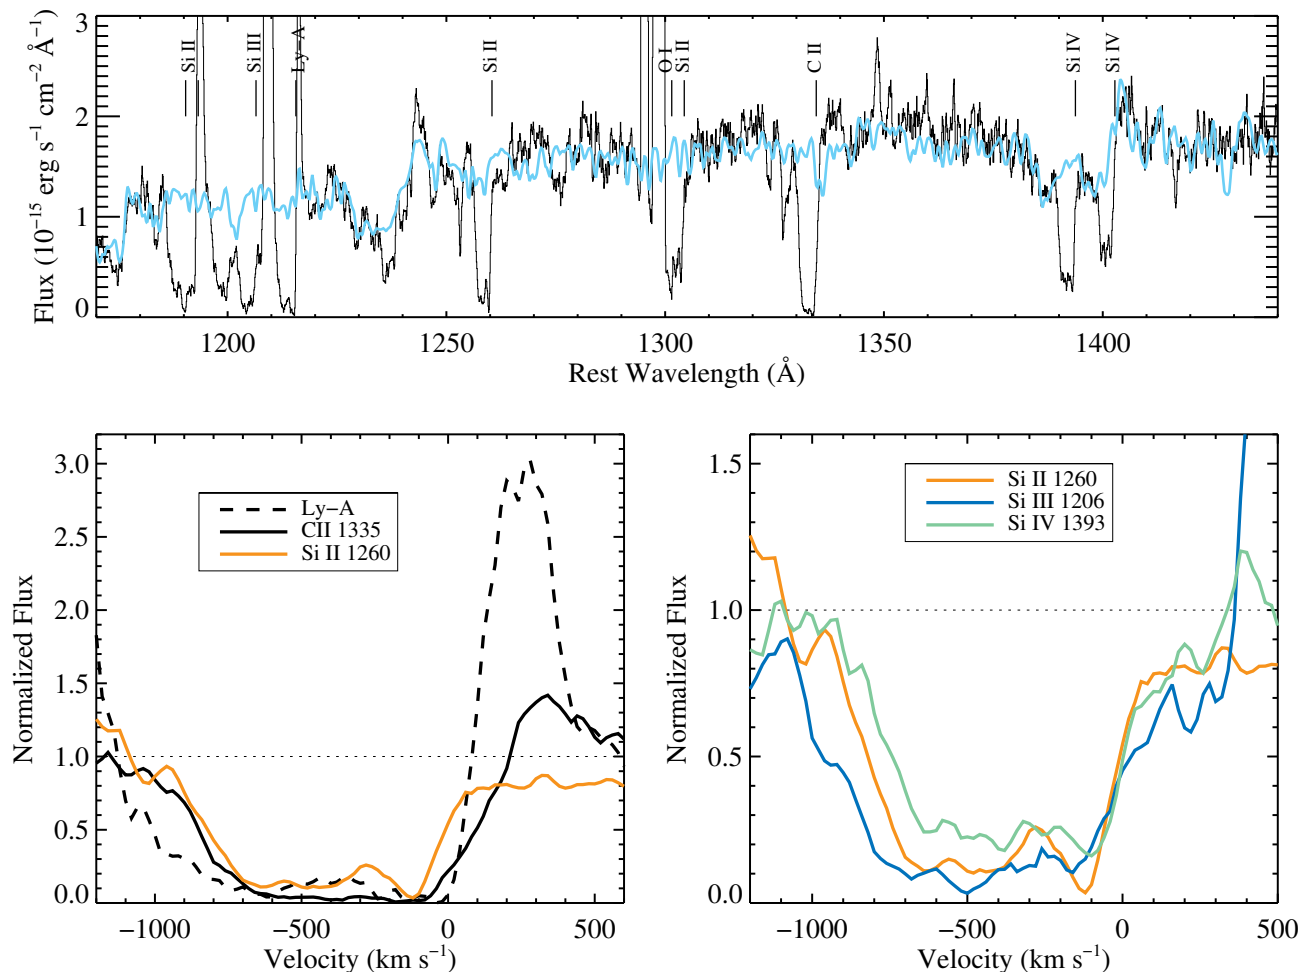 Flux (10⁻¹⁵ erg s⁻¹ cm⁻² Å⁻¹)
3
2
1
0
Si II
Si III
Ly−A
Si II
O I
Si II
C II
Si IV
Si IV
1200 1250 1300 1350 1400
Rest Wavelength (Å)
Normalized Flux
3.0
2.5
2.0
1.5
1.0
0.5
0.0
Ly−A
CII 1335
Si II 1260
−1000 −500 0 500
Velocity (km s⁻¹)
Normalized Flux
1.5
1.0
0.5
0.0
Si II 1260
Si III 1206
Si IV 1393
−1000 −500 0 500
Velocity (km s⁻¹)